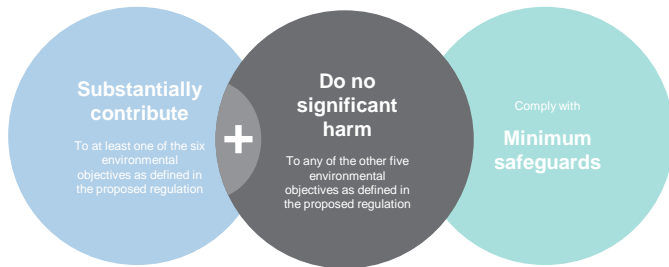 Substantially
contribute
To at least one of the six
environmental
objectives as defined in
the proposed regulation
+
Do no
significant
harm
To any of the other five
environmental
objectives as defined in
the proposed regulation
Comply with
Minimum
safeguards